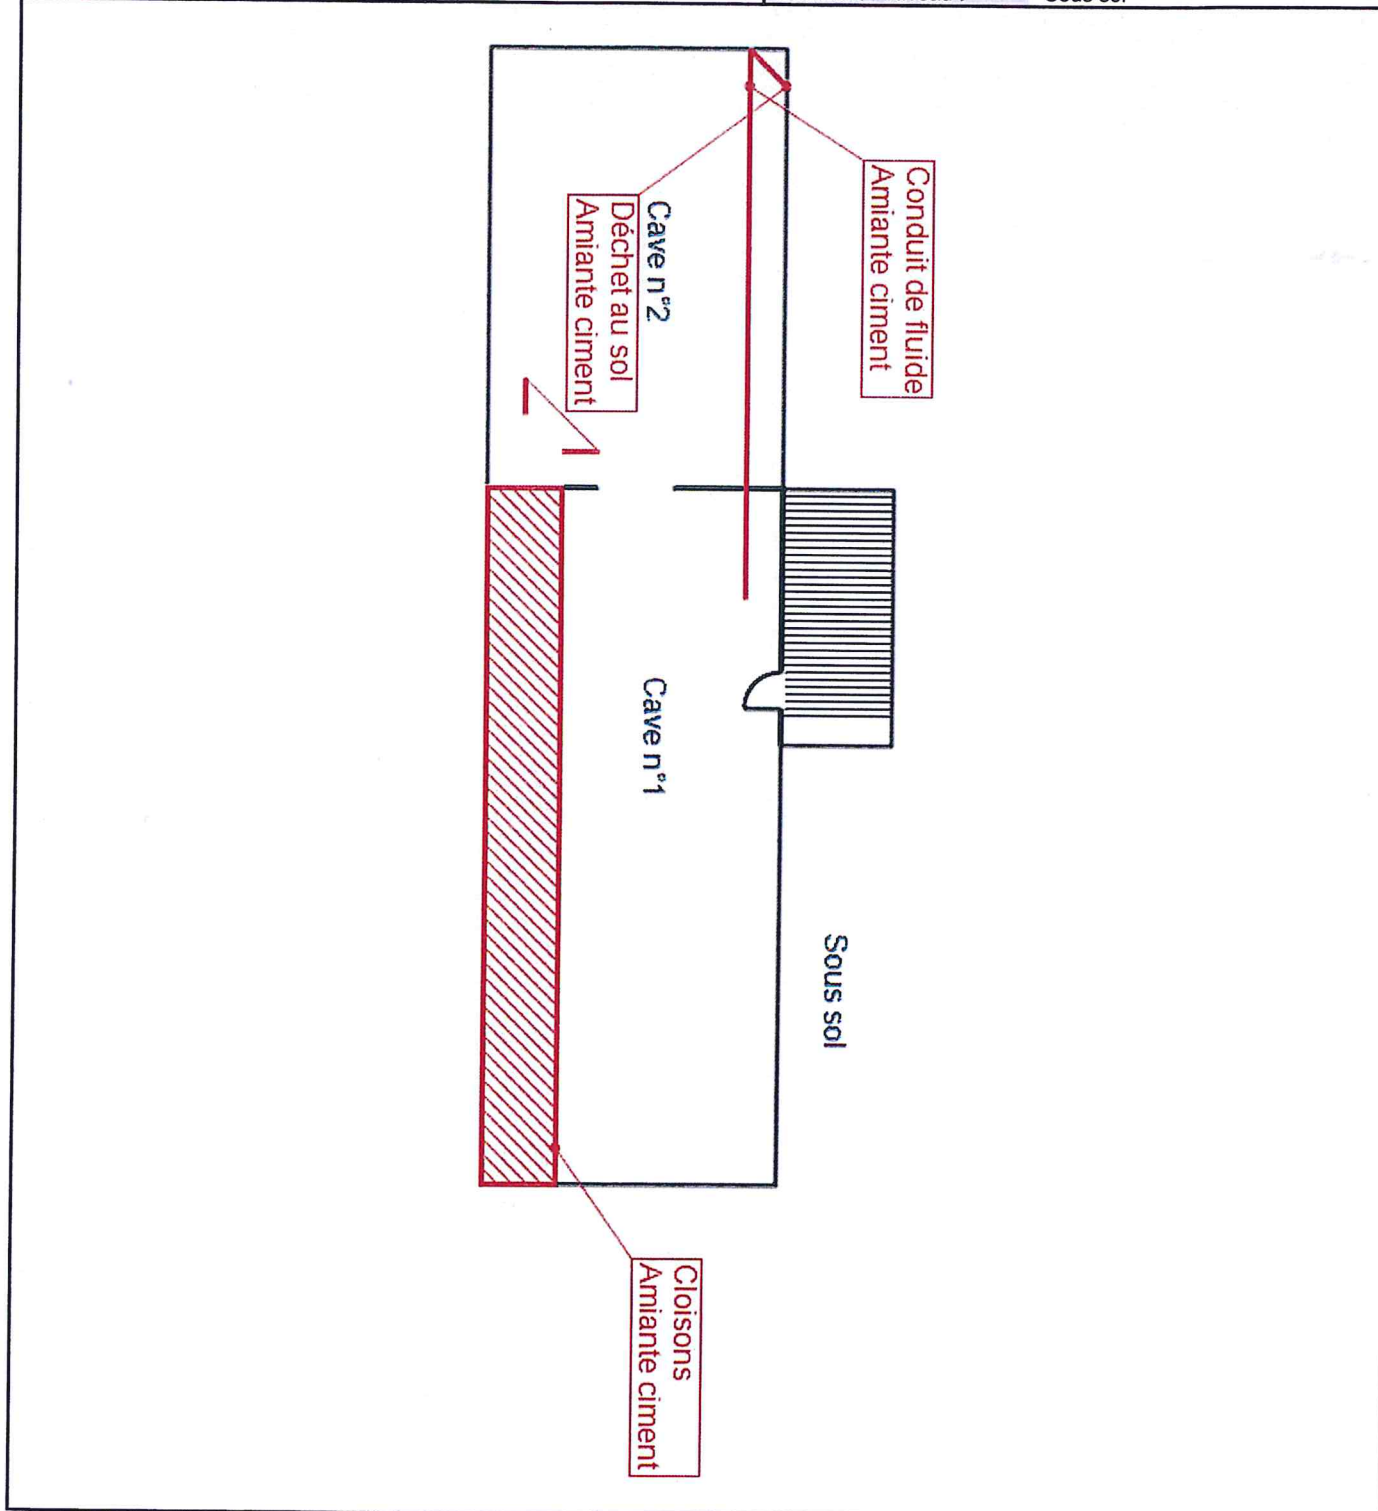 Conduit de fluide
Amiante ciment
Cave n°2
Déchet au sol
Amiante ciment
Cave n°1
Sous sol
Cloisons
Amiante ciment